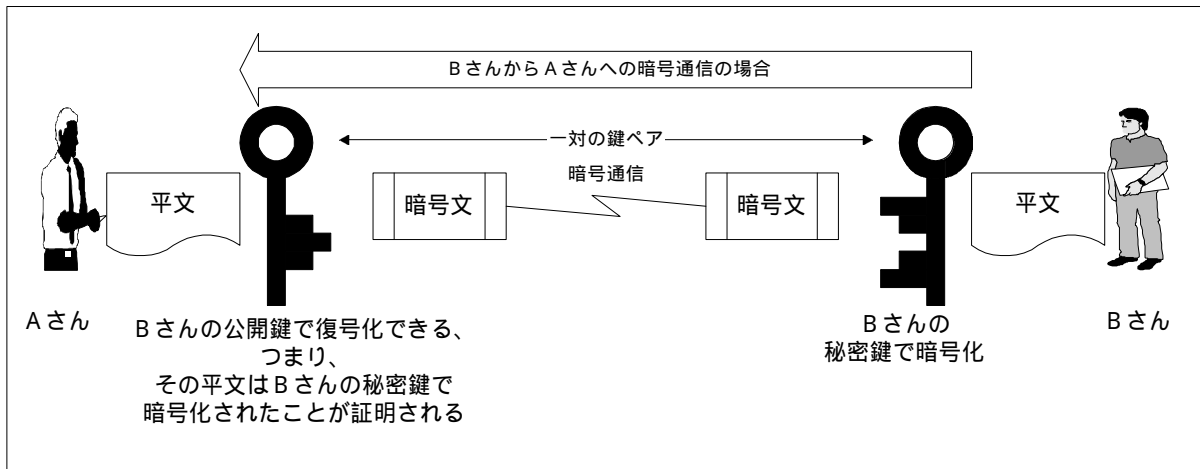 BさんからAさんへの暗号通信の場合
一対の鍵ペア
暗号通信
平文
暗号文
暗号文
平文
Aさん
Bさんの公開鍵で復号化できる、
つまり、
その平文はBさんの秘密鍵で
暗号化されたことが証明される
Bさんの
秘密鍵で暗号化
Bさん